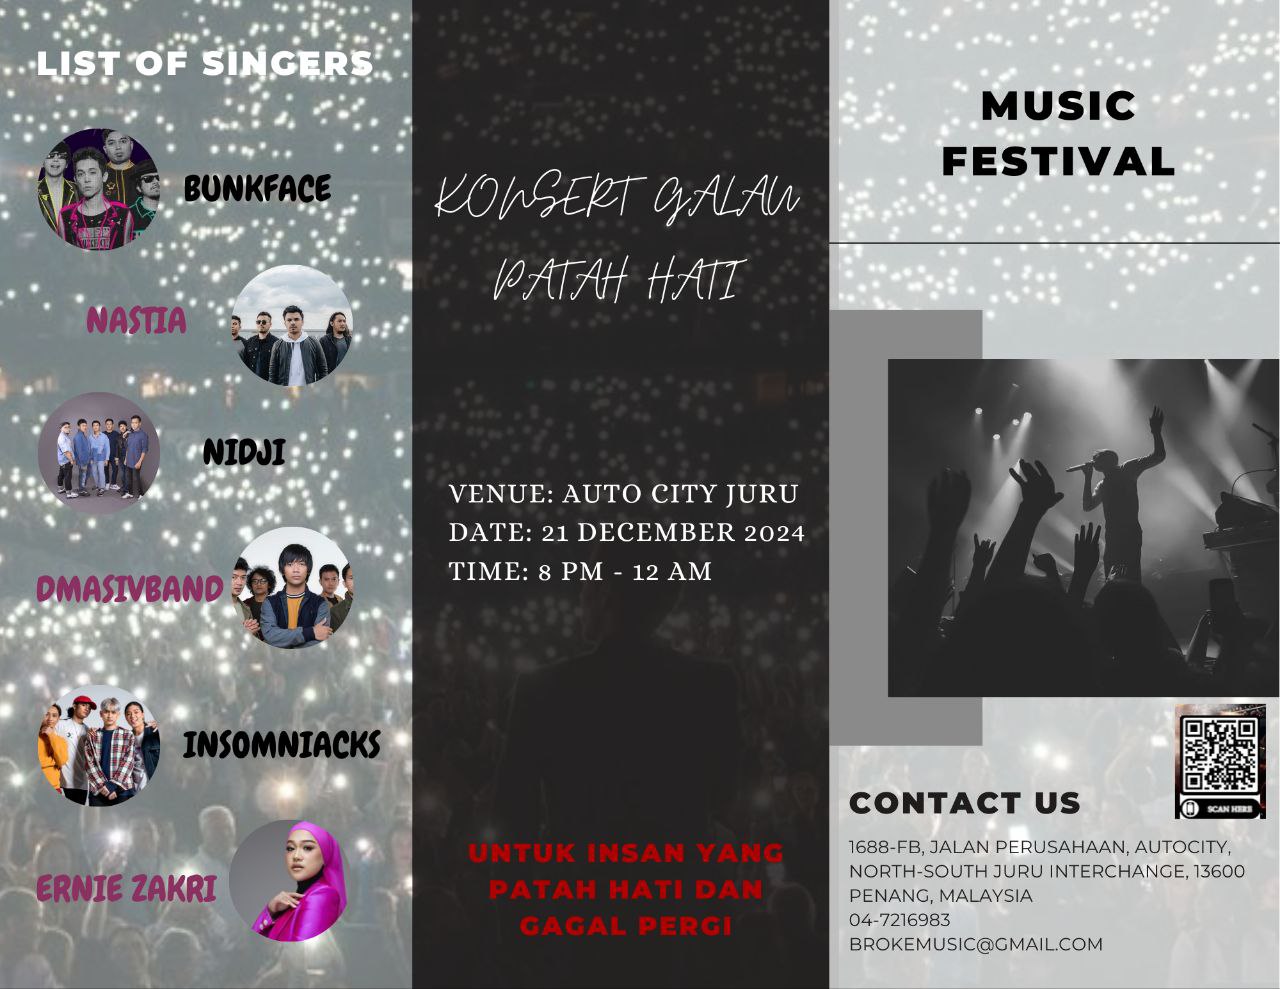 LIST OF SINGERS
BUNKFACE
NASTIA
NIDJI
DMASIVBAND
INSOMNIACKS
ERNIE ZAKRI
KONSERT GALAU
PATAH HATI
VENUE: AUTO CITY JURU
DATE: 21 DECEMBER 2024
TIME: 8 PM - 12 AM
UNTUK INSAN YANG
PATAH HATI DAN
GAGAL PERGI
MUSIC
FESTIVAL
SCAN HERE
CONTACT US
1688-FB, JALAN PERUSAHAAN, AUTOCITY,
NORTH-SOUTH JURU INTERCHANGE, 13600
PENANG, MALAYSIA
04-7216983
BROKEMUSIC@GMAIL.COM